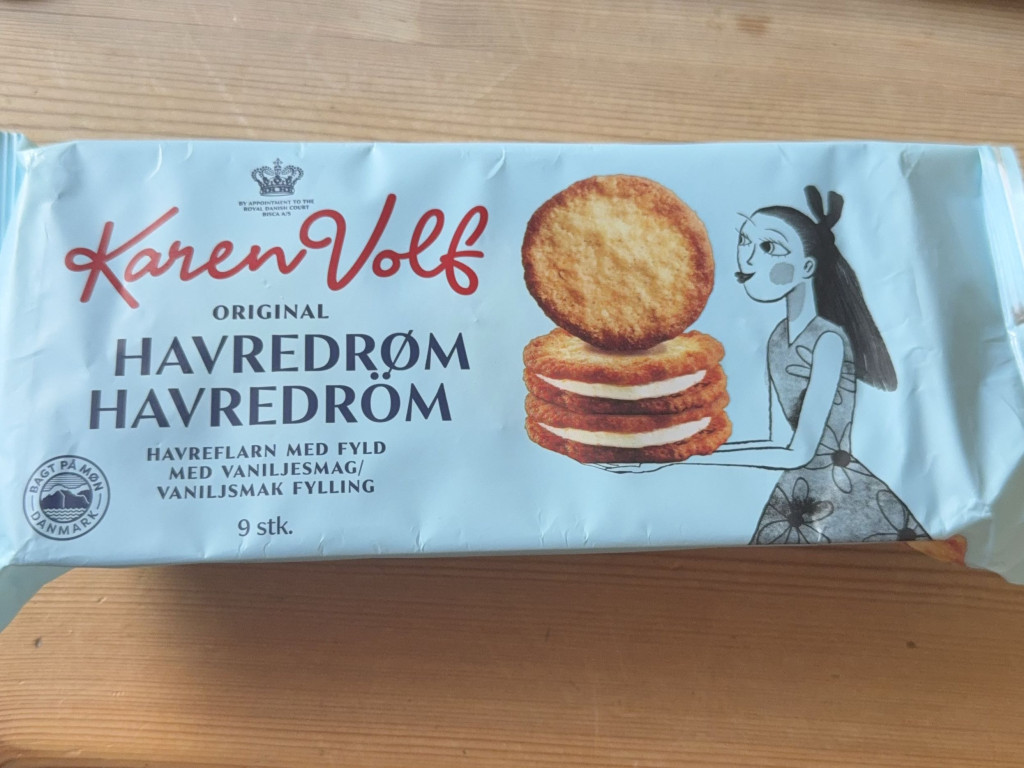 BY APPOINTMENT TO THE
ROYAL DANISH COURT
BISCA A/S
Karen Volf
ORIGINAL
HAVREDRØM
HAVREDRÖM
HAVREFLARN MED FYLD
MED VANILJESMAG/
VANILJSMAK FYLLING
9 stk.
BAGT PÅ MØN
DANMARK